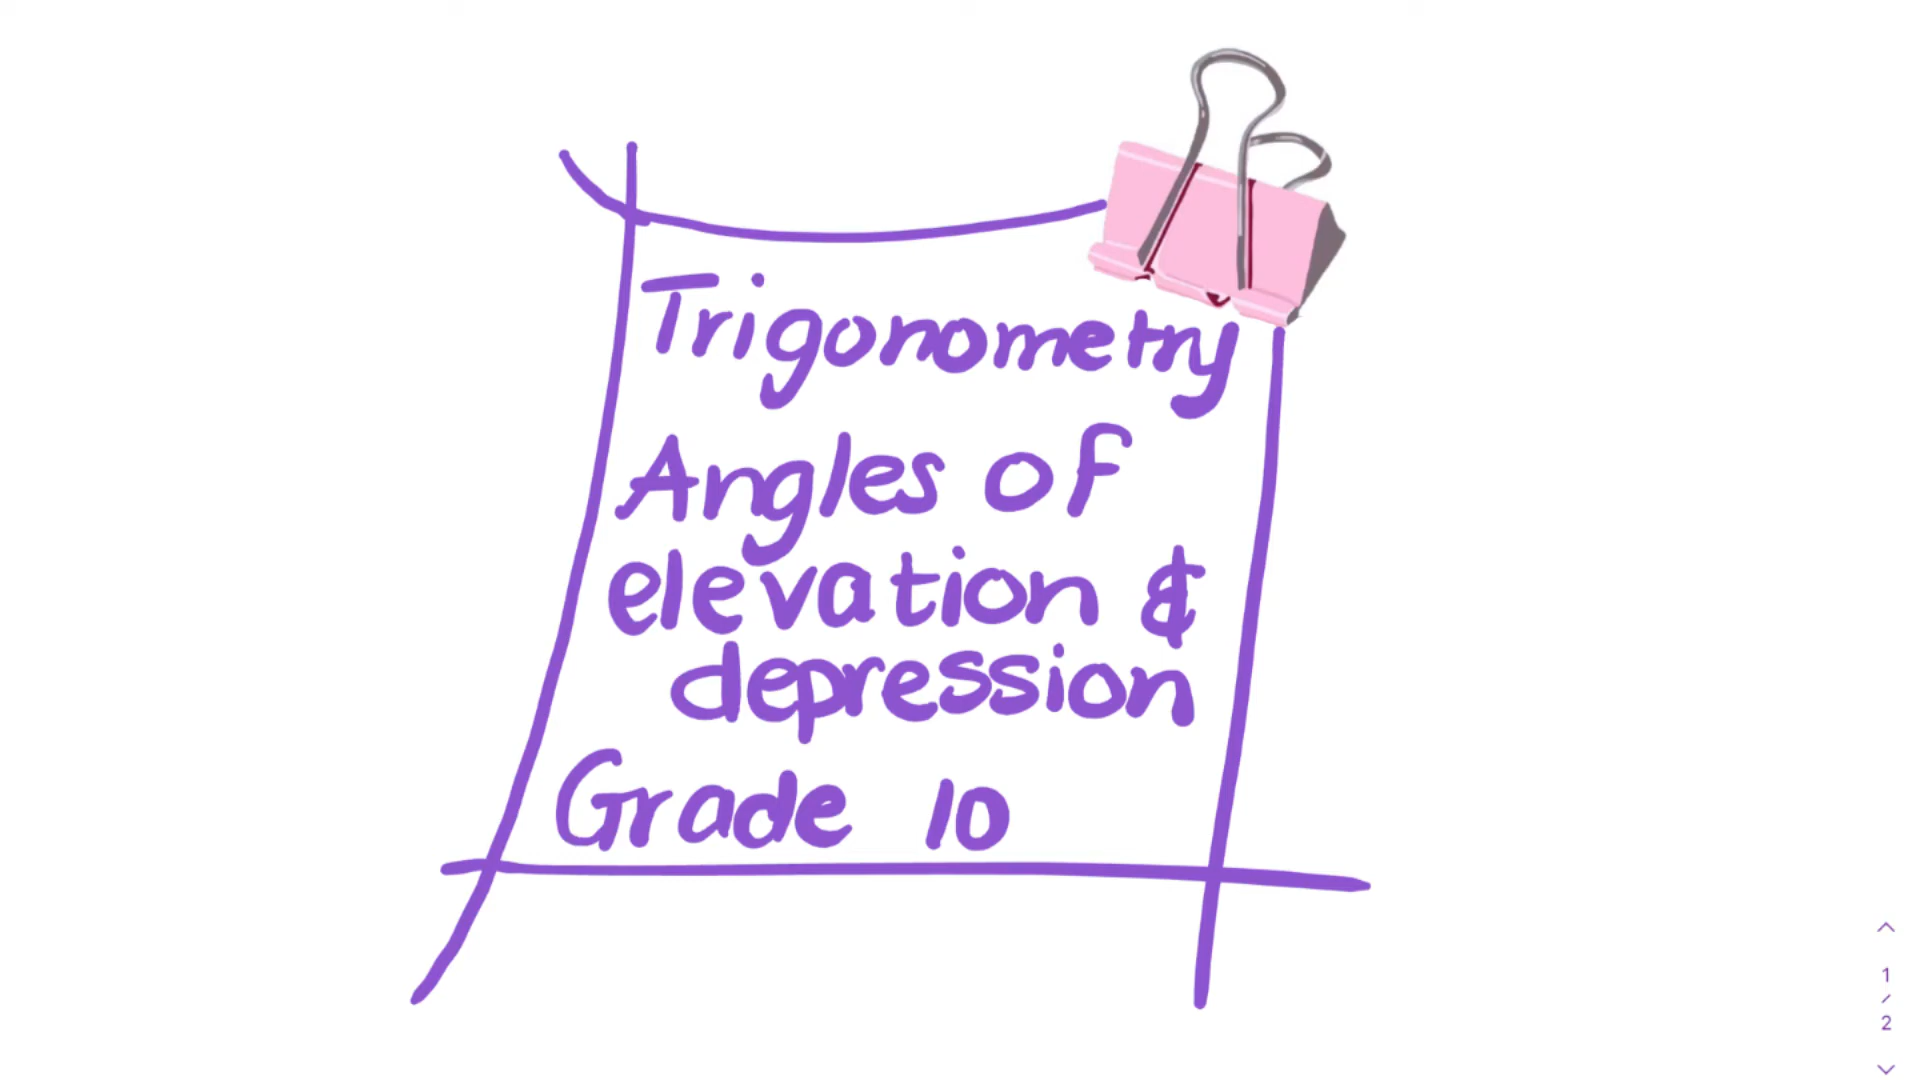 Trigonometry
Angles of
elevation &
depression
Grade 10
1
/
2